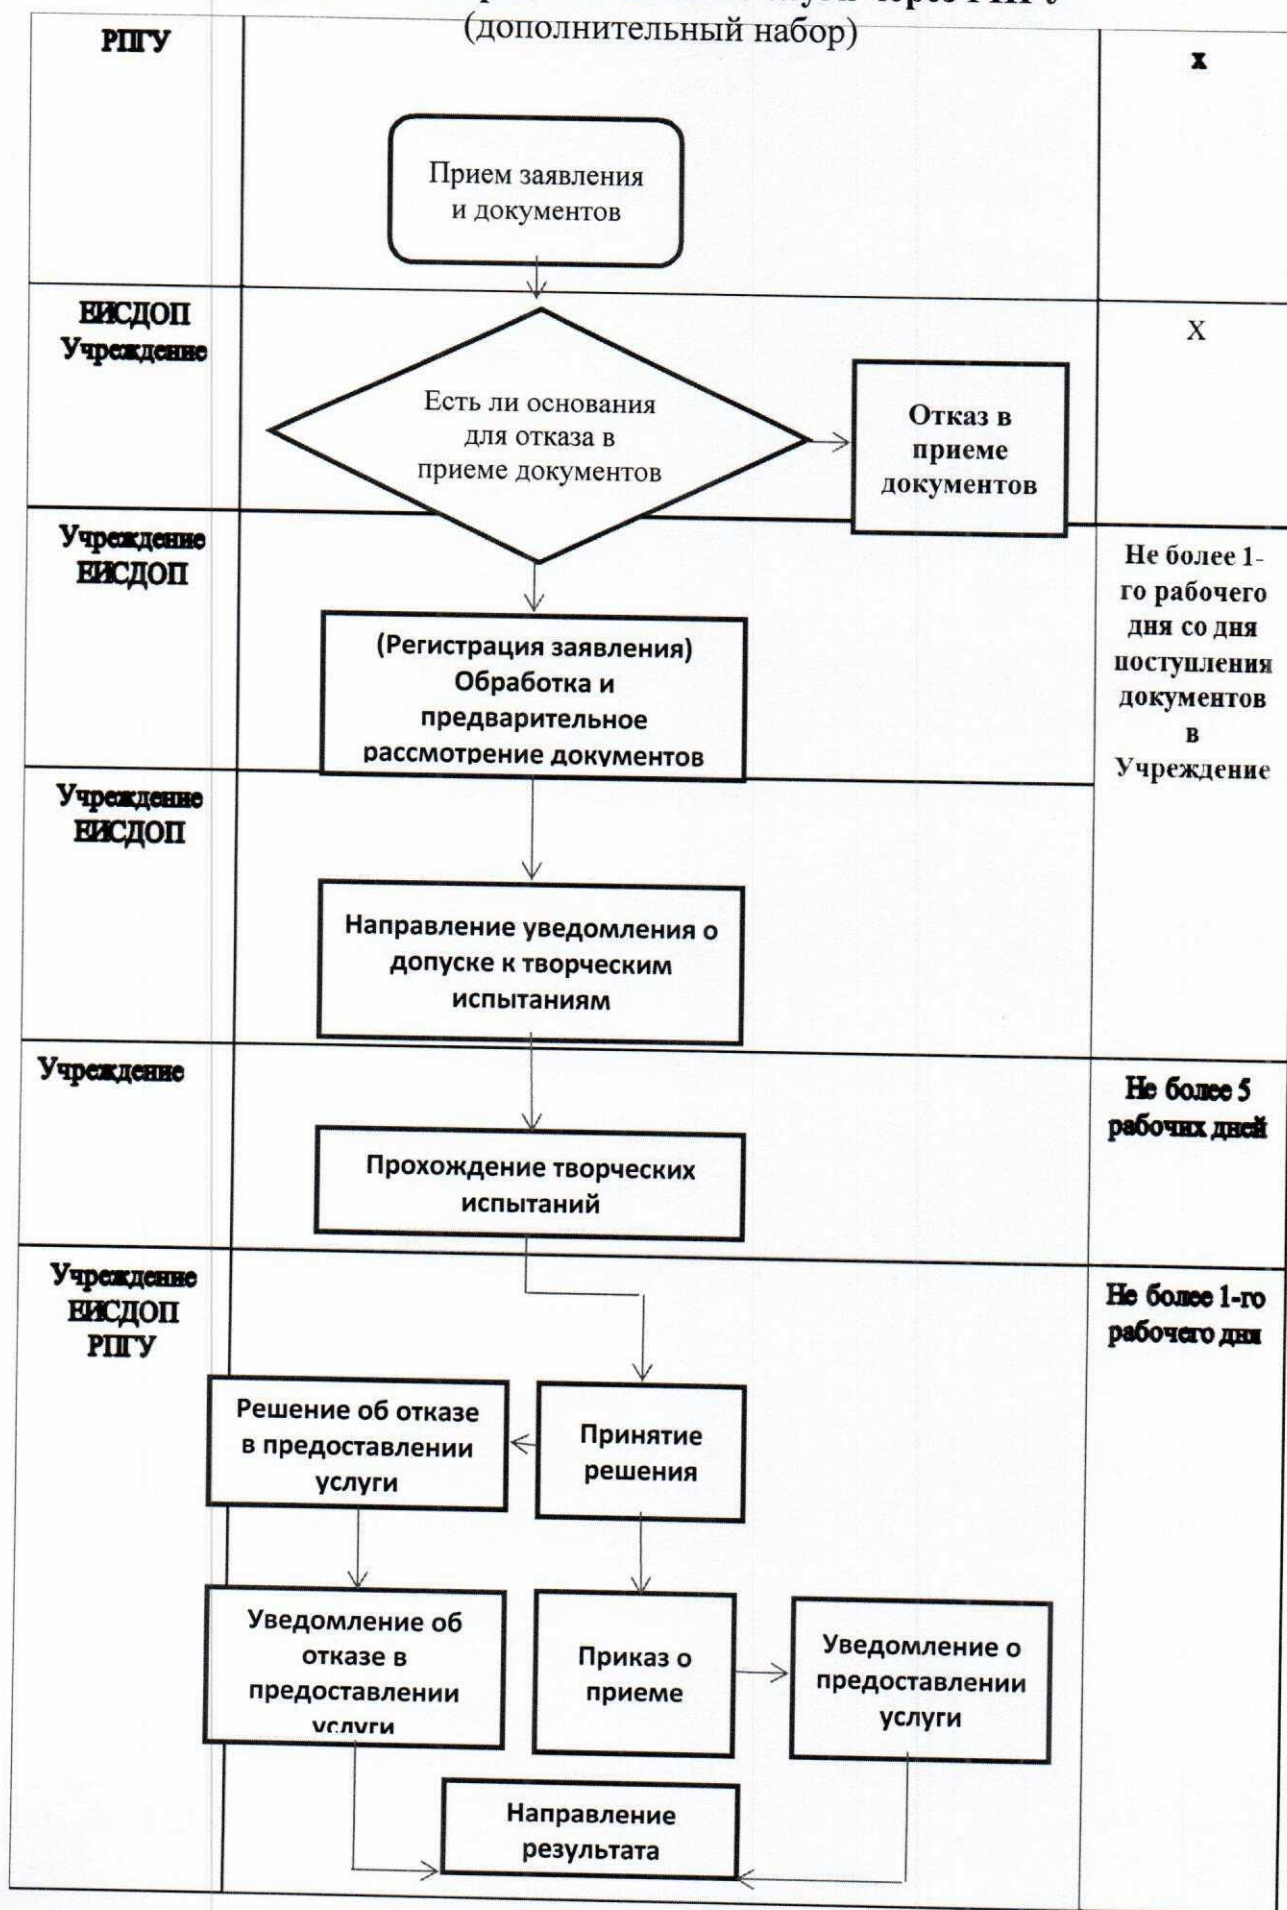 (дополнительный набор)
РПГУ
х
Прием заявления
и документов
ЕИСДОП
Учреждение
Х
Есть ли основания
для отказа в
приеме документов
Отказ в
приеме
документов
Учреждение
ЕИСДОП
Не более 1-
го рабочего
дня со дня
поступления
документов
в
Учреждение
(Регистрация заявления)
Обработка и
предварительное
рассмотрение документов
Учреждение
ЕИСДОП
Направление уведомления о
допуске к творческим
испытаниям
Учреждение
Не более 5
рабочих дней
Прохождение творческих
испытаний
Учреждение
ЕИСДОП
РПГУ
Не более 1-го
рабочего дня
Решение об отказе
в предоставлении
услуги
Принятие
решения
Уведомление об
отказе в
предоставлении
услуги
Приказ о
приеме
Уведомление о
предоставлении
услуги
Направление
результата